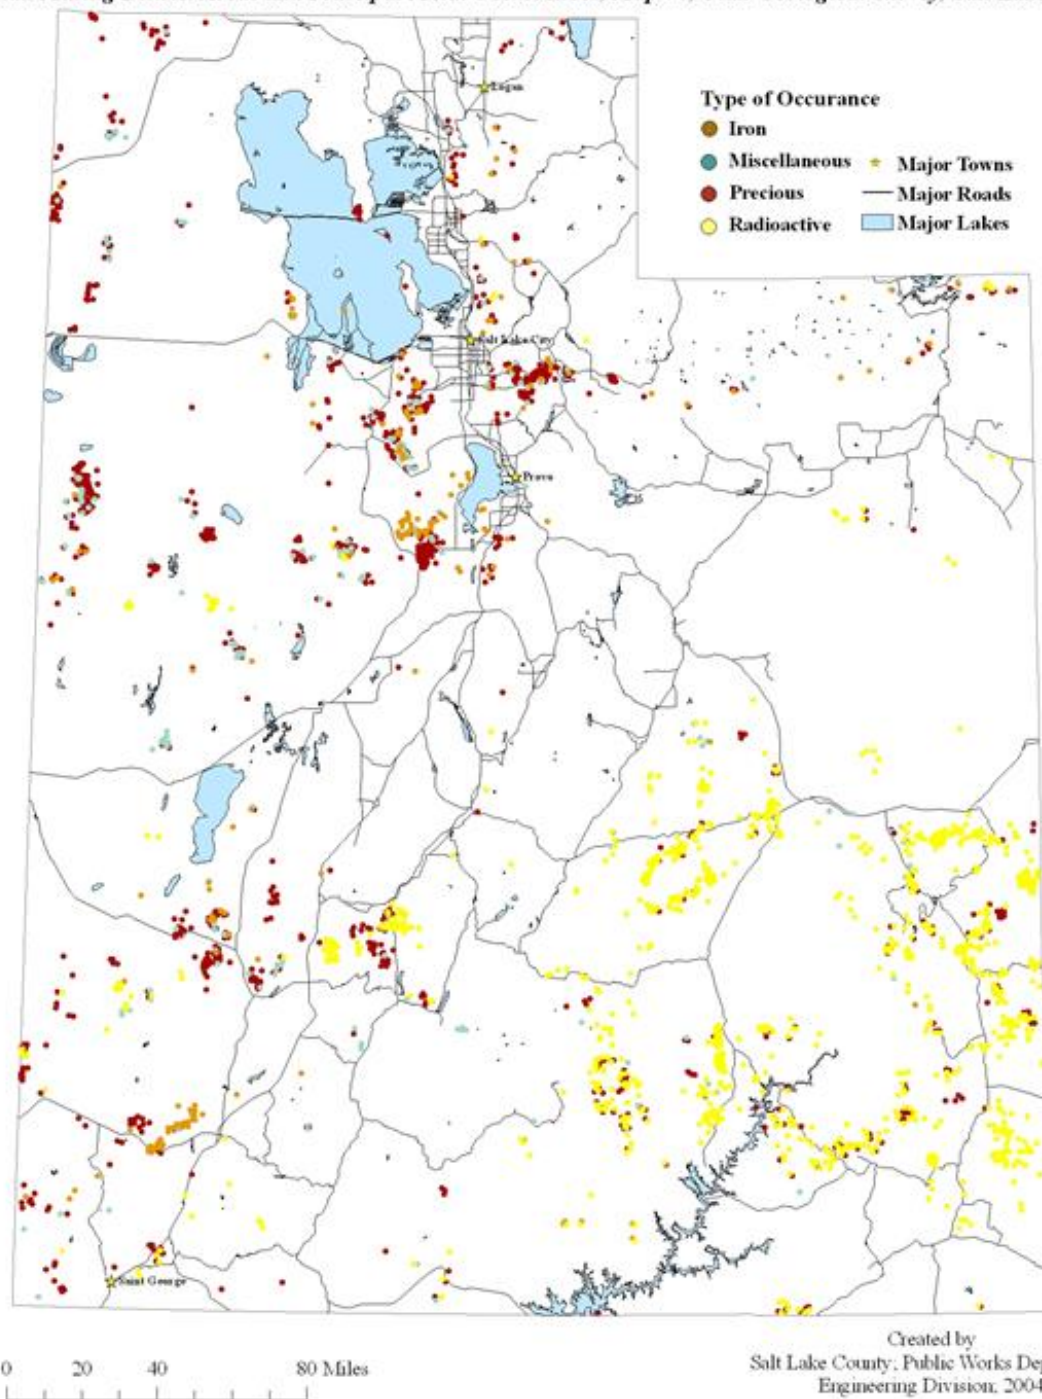 Type of Occurance
Iron
Miscellaneous
Precious
Radioactive
Major Towns
Major Roads
Major Lakes
Logan
Salt Lake City
Provo
Saint George
0 20 40 80 Miles
Created by
Salt Lake County; Public Works De
Engineering Division; 2004